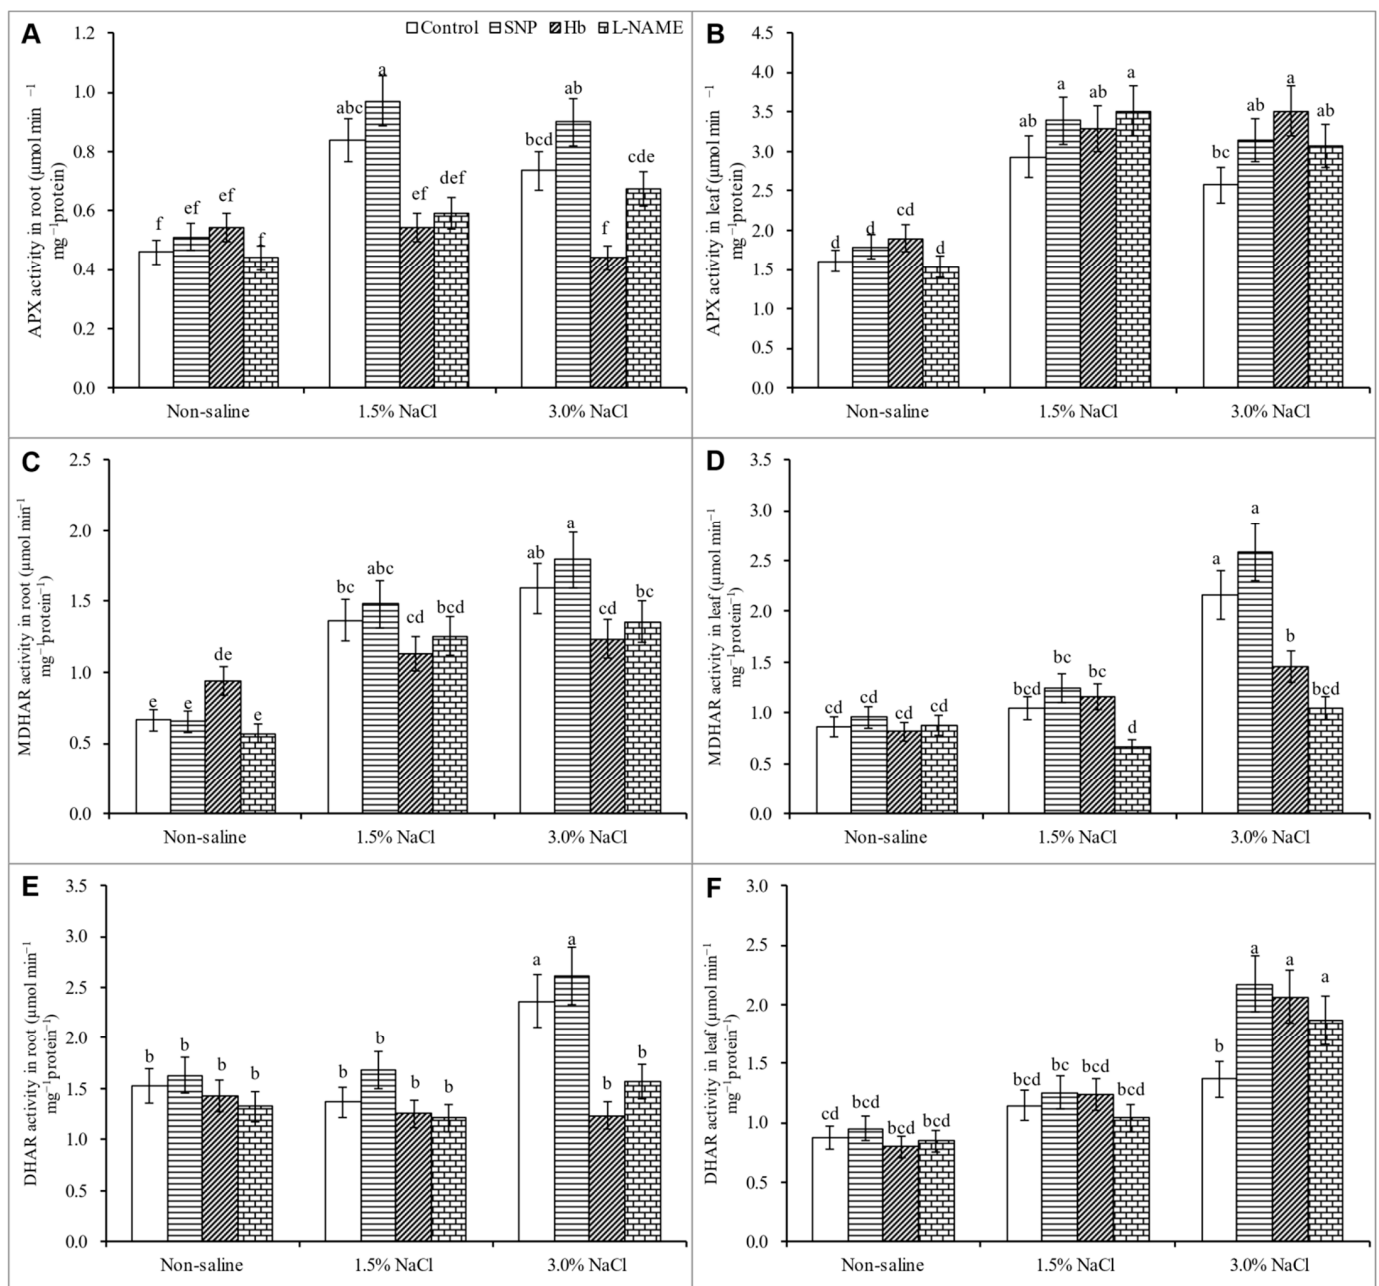 A
1.2
1.0
0.8
0.6
0.4
0.2
0.0
APX activity in root (μmol min −1
mg −1protein)
Control SNP Hb L-NAME
f ef ef f
abc a ef def
bcd ab f cde
Non-saline 1.5% NaCl 3.0% NaCl
B
4.5
4.0
3.5
3.0
2.5
2.0
1.5
1.0
0.5
0.0
APX activity in leaf (μmol min −1
mg −1protein)
d d cd d
ab a ab a
bc ab a ab
Non-saline 1.5% NaCl 3.0% NaCl
C
2.5
2.0
1.5
1.0
0.5
0.0
MDHAR activity in root (μmol min−1
mg−1protein−1)
e e de e
bc abc cd bcd
ab a cd bc
Non-saline 1.5% NaCl 3.0% NaCl
D
3.5
3.0
2.5
2.0
1.5
1.0
0.5
0.0
MDHAR activity in leaf (μmol min−1
mg−1protein−1)
cd cd cd cd
bcd bc bc d
a a b bcd
Non-saline 1.5% NaCl 3.0% NaCl
E
3.5
3.0
2.5
2.0
1.5
1.0
0.5
0.0
DHAR activity in root (μmol min−1
mg−1protein−1)
b b b b
b b b b
a a b b
Non-saline 1.5% NaCl 3.0% NaCl
F
3.0
2.5
2.0
1.5
1.0
0.5
0.0
DHAR activity in leaf (μmol min−1
mg−1protein−1)
cd bcd bcd bcd
bcd bc bcd bcd
b a a a
Non-saline 1.5% NaCl 3.0% NaCl